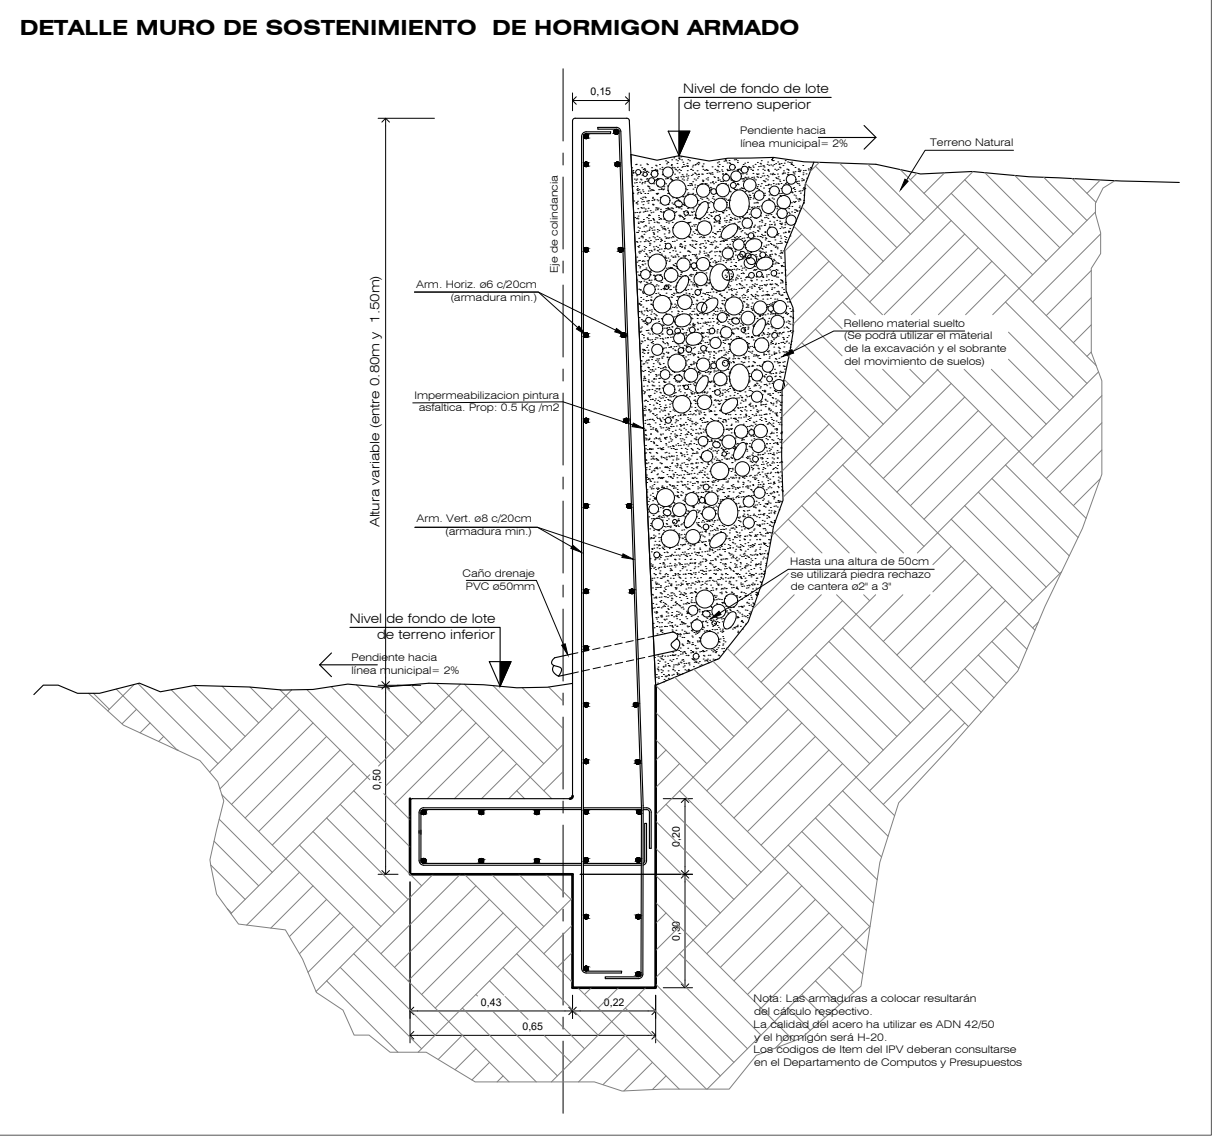 DETALLE MURO DE SOSTENIMIENTO DE HORMIGON ARMADO
0,15
Nivel de fondo de lote
de terreno superior
Pendiente hacia
línea municipal= 2%
Terreno Natural
Eje de colindancia
Altura variable (entre 0.80m y 1.50m)
Arm. Horiz. ø6 c/20cm
(armadura min.)
Relleno material suelto
(Se podrá utilizar el material
de la excavación y el sobrante
del movimiento de suelos)
Impermeabilizacion pintura
asfaltica. Prop: 0.5 Kg /m2
Arm. Vert. ø8 c/20cm
(armadura min.)
Caño drenaje
PVC ø50mm
Hasta una altura de 50cm
se utilizará piedra rechazo
de cantera ø2" a 3"
Nivel de fondo de lote
de terreno inferior
Pendiente hacia
línea municipal= 2%
0,50
0,20
0,30
0,43
0,22
0,65
Nota: Las armaduras a colocar resultarán
del cálculo respectivo.
La calidad del acero ha utilizar es ADN 42/50
y el hormigón será H-20.
Los codigos de Item del IPV deberan consultarse
en el Departamento de Computos y Presupuestos